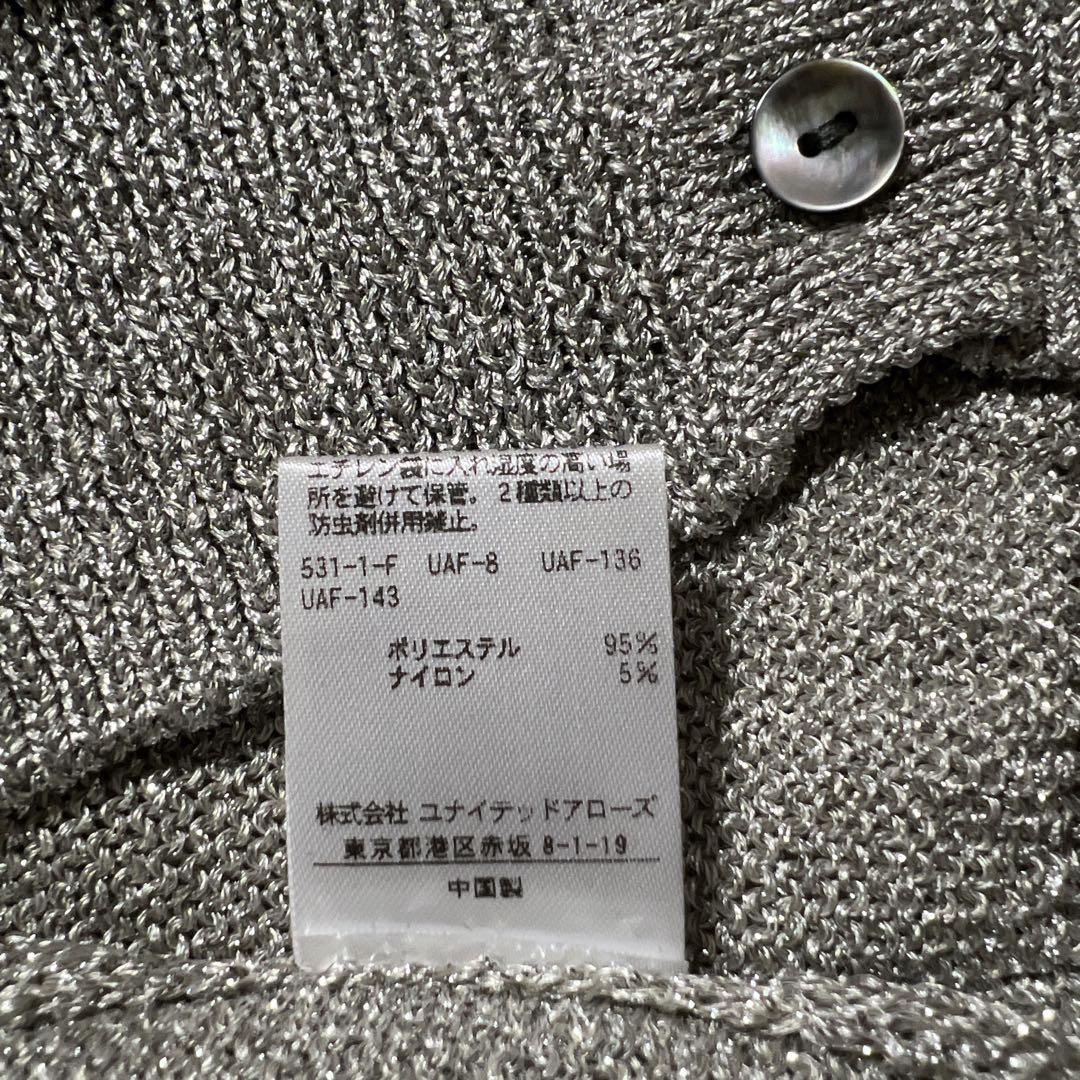 エチレン袋に入れ湿度の高い場
所を避けて保管。2種類以上の
防虫剤併用禁止。
531-1-F UAF-8 UAF-136
UAF-143
ポリエステル 95%
ナイロン 5%
株式会社 ユナイテッドアローズ
東京都港区赤坂 8-1-19
中国製